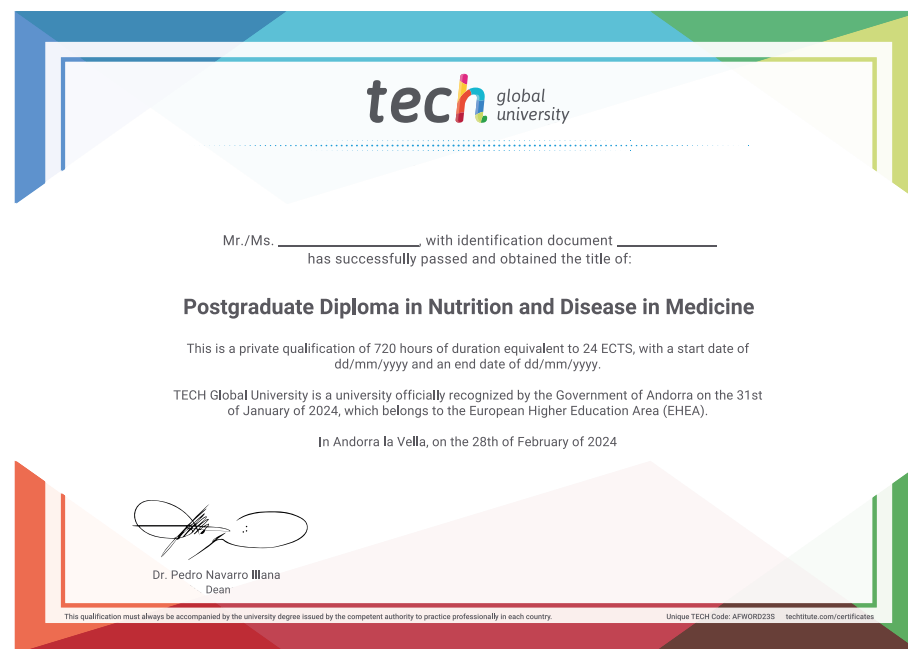 tech global university
Mr./Ms. ____________, with identification document ____________
has successfully passed and obtained the title of:
Postgraduate Diploma in Nutrition and Disease in Medicine
This is a private qualification of 720 hours of duration equivalent to 24 ECTS, with a start date of
dd/mm/yyyy and an end date of dd/mm/yyyy.
TECH Global University is a university officially recognized by the Government of Andorra on the 31st
of January of 2024, which belongs to the European Higher Education Area (EHEA).
In Andorra la Vella, on the 28th of February of 2024
Dr. Pedro Navarro Illana
Dean
This qualification must always be accompanied by the university degree issued by the competent authority to practice professionally in each country.
Unique TECH Code: AFWORD23S techtitute.com/certificates